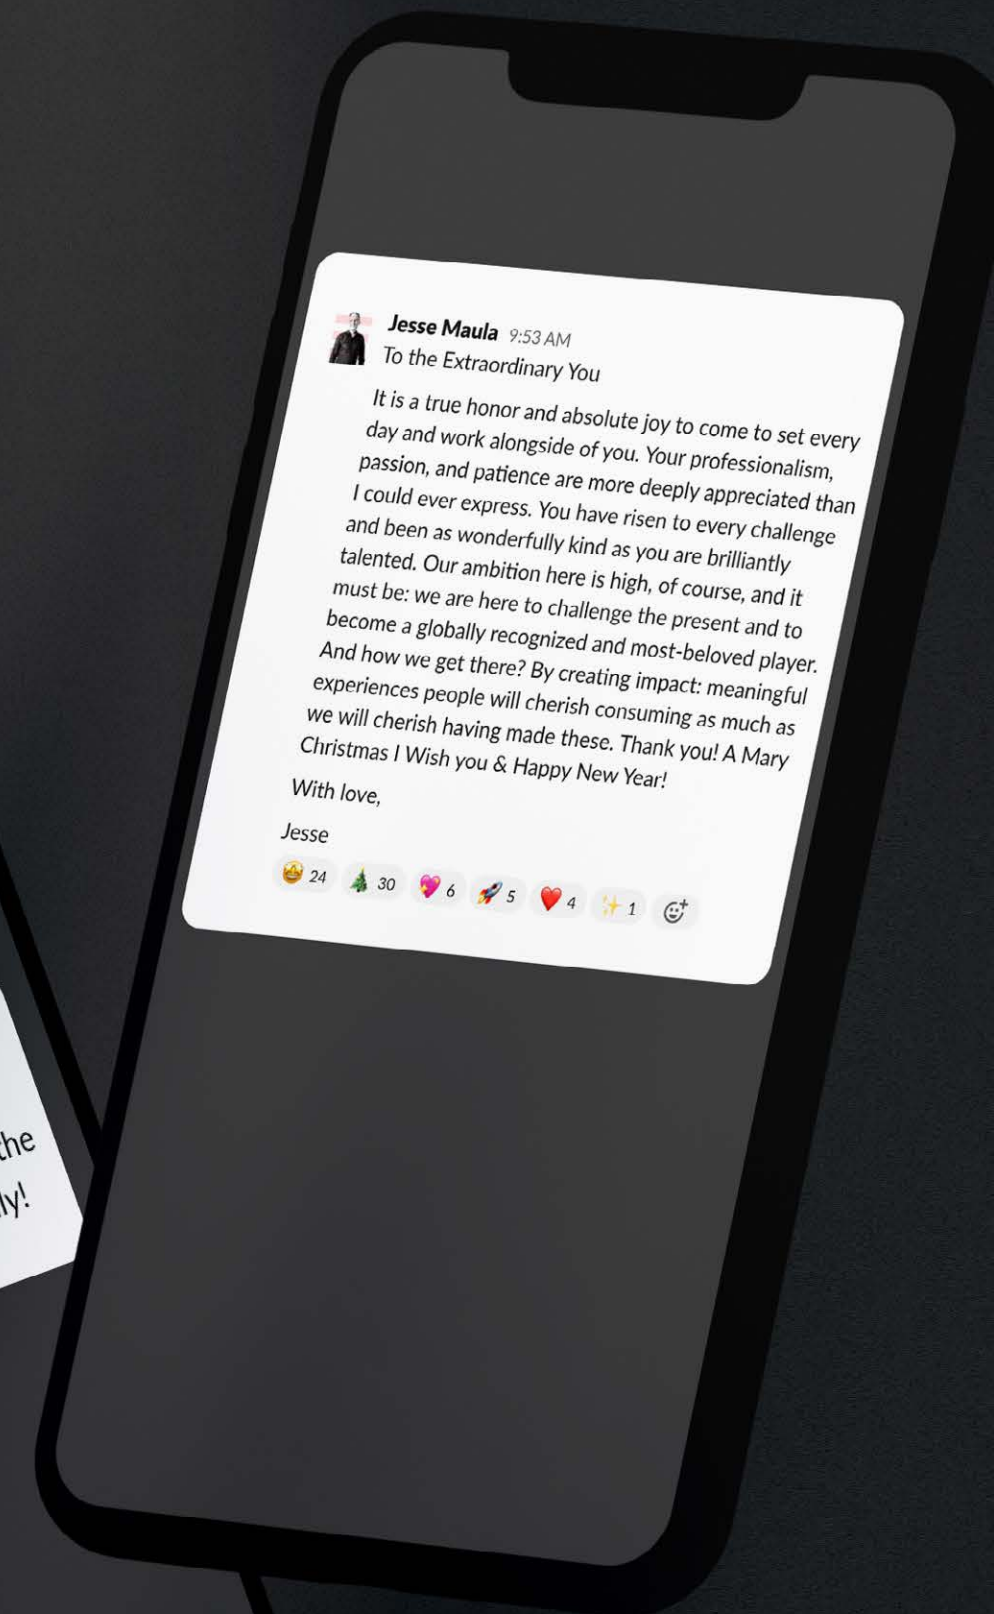 Jesse Maula 9:53 AM
To the Extraordinary You
It is a true honor and absolute joy to come to set every
day and work alongside of you. Your professionalism,
passion, and patience are more deeply appreciated than
I could ever express. You have risen to every challenge
and been as wonderfully kind as you are brilliantly
talented. Our ambition here is high, of course, and it
must be: we are here to challenge the present and to
become a globally recognized and most-beloved player.
And how we get there? By creating impact: meaningful
experiences people will cherish consuming as much as
we will cherish having made these. Thank you! A Mary
Christmas I Wish you & Happy New Year!
With love,
Jesse
24 30 6 5 4 1